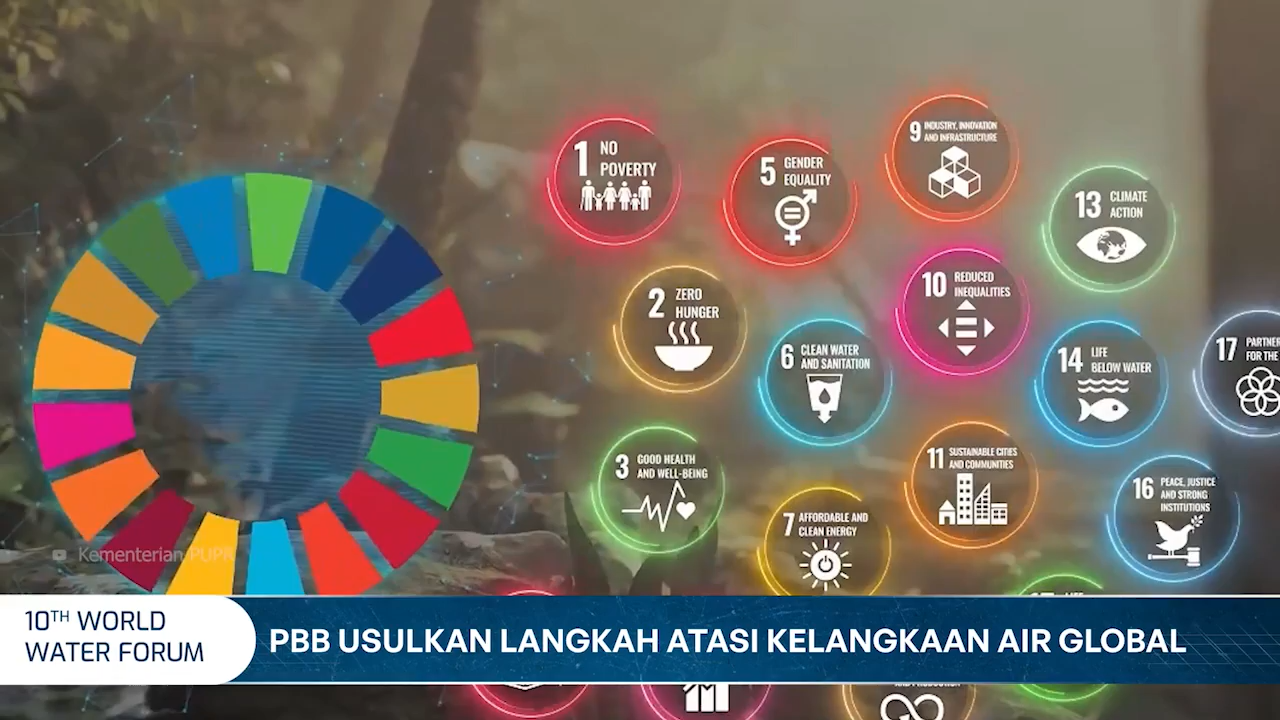 1 NO
POVERTY
5 GENDER
EQUALITY
9 INDUSTRY, INNOVATION
AND INFRASTRUCTURE
13 CLIMATE
ACTION
2 ZERO
HUNGER
6 CLEAN WATER
AND SANITATION
10 REDUCED
INEQUALITIES
14 LIFE
BELOW WATER
17 PARTNER
FOR THE
3 GOOD HEALTH
AND WELL-BEING
7 AFFORDABLE AND
CLEAN ENERGY
11 SUSTAINABLE CITIES
AND COMMUNITIES
16 PEACE, JUSTICE
AND STRONG
INSTITUTIONS
Kementerian PUPR
10TH WORLD
WATER FORUM
PBB USULKAN LANGKAH ATASI KELANGKAAN AIR GLOBAL